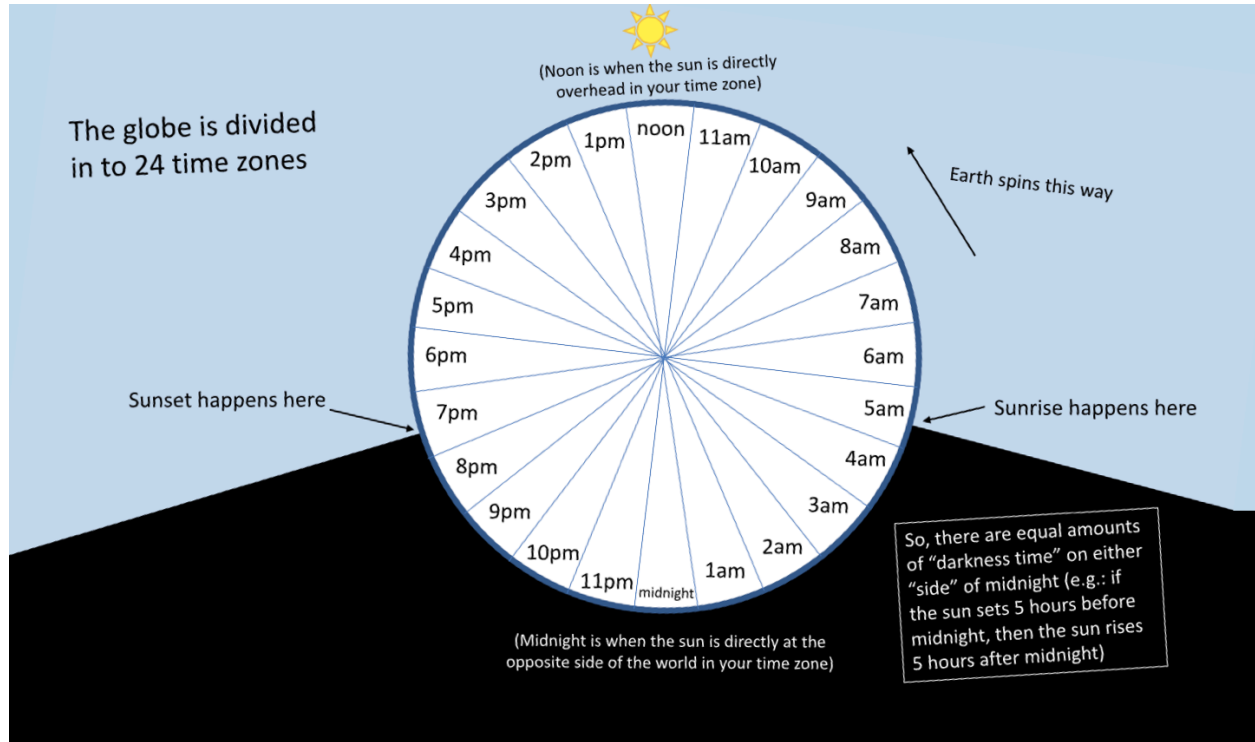 (Noon is when the sun is directly
overhead in your time zone)
The globe is divided
in to 24 time zones
Earth spins this way
noon
11am
10am
9am
8am
7am
6am
5am
4am
3am
2am
1am
midnight
11pm
10pm
9pm
8pm
7pm
6pm
5pm
4pm
3pm
2pm
1pm
Sunset happens here
Sunrise happens here
(Midnight is when the sun is directly at the
opposite side of the world in your time zone)
So, there are equal amounts
of “darkness time” on either
“side” of midnight (e.g.: if
the sun sets 5 hours before
midnight, then the sun rises
5 hours after midnight)